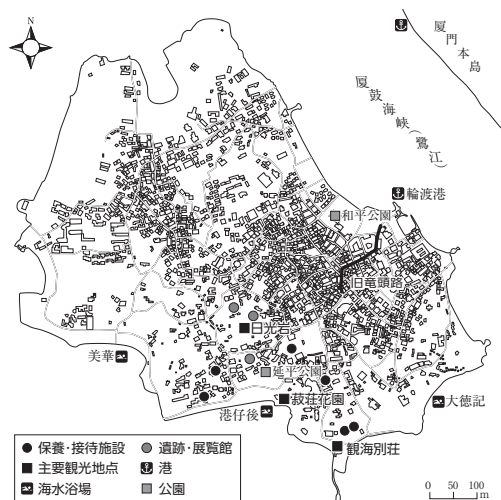 N
厦門本島
厦鼓海峡(鷺江)
輪渡港
和平公園
旧竜頭路
日光岩
美華
延平公園
菽荘花園
港仔後
大徳記
観海別荘
保養・接待施設
遺跡・展覧館
主要観光地点
港
海水浴場
公園
0 50 100
m